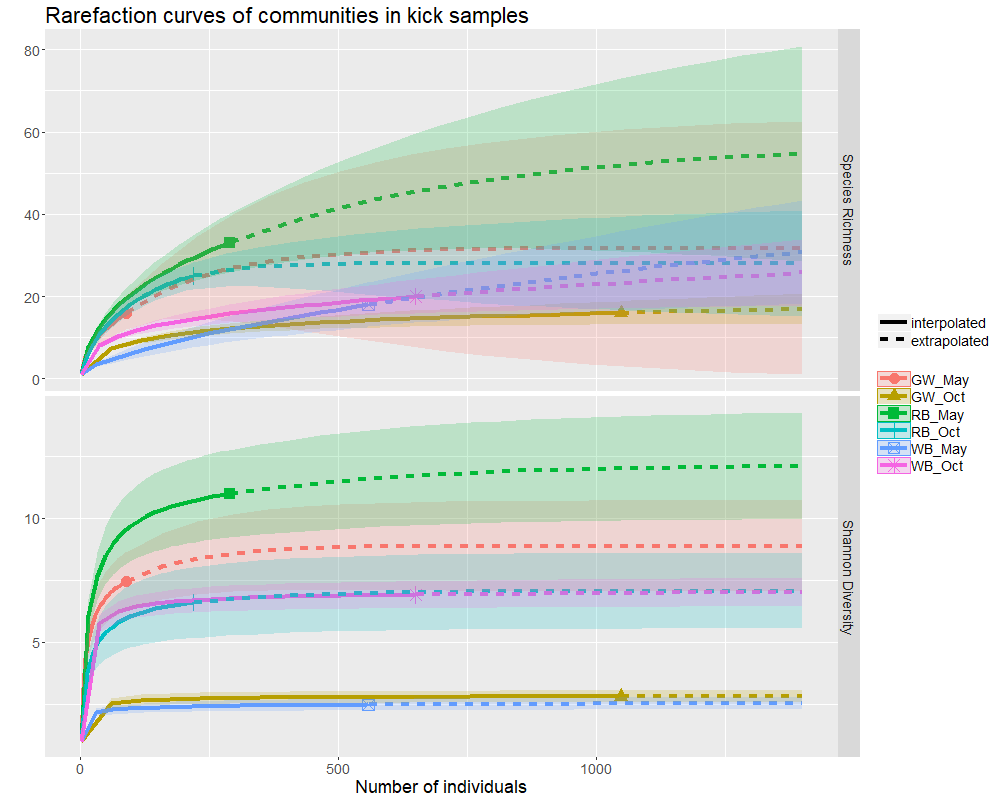 Rarefaction curves of communities in kick samples
80
60
40
20
0
Species Richness
10
5
Shannon Diversity
0
500
1000
Number of individuals
interpolated
extrapolated
GW_May
GW_Oct
RB_May
RB_Oct
WB_May
WB_Oct